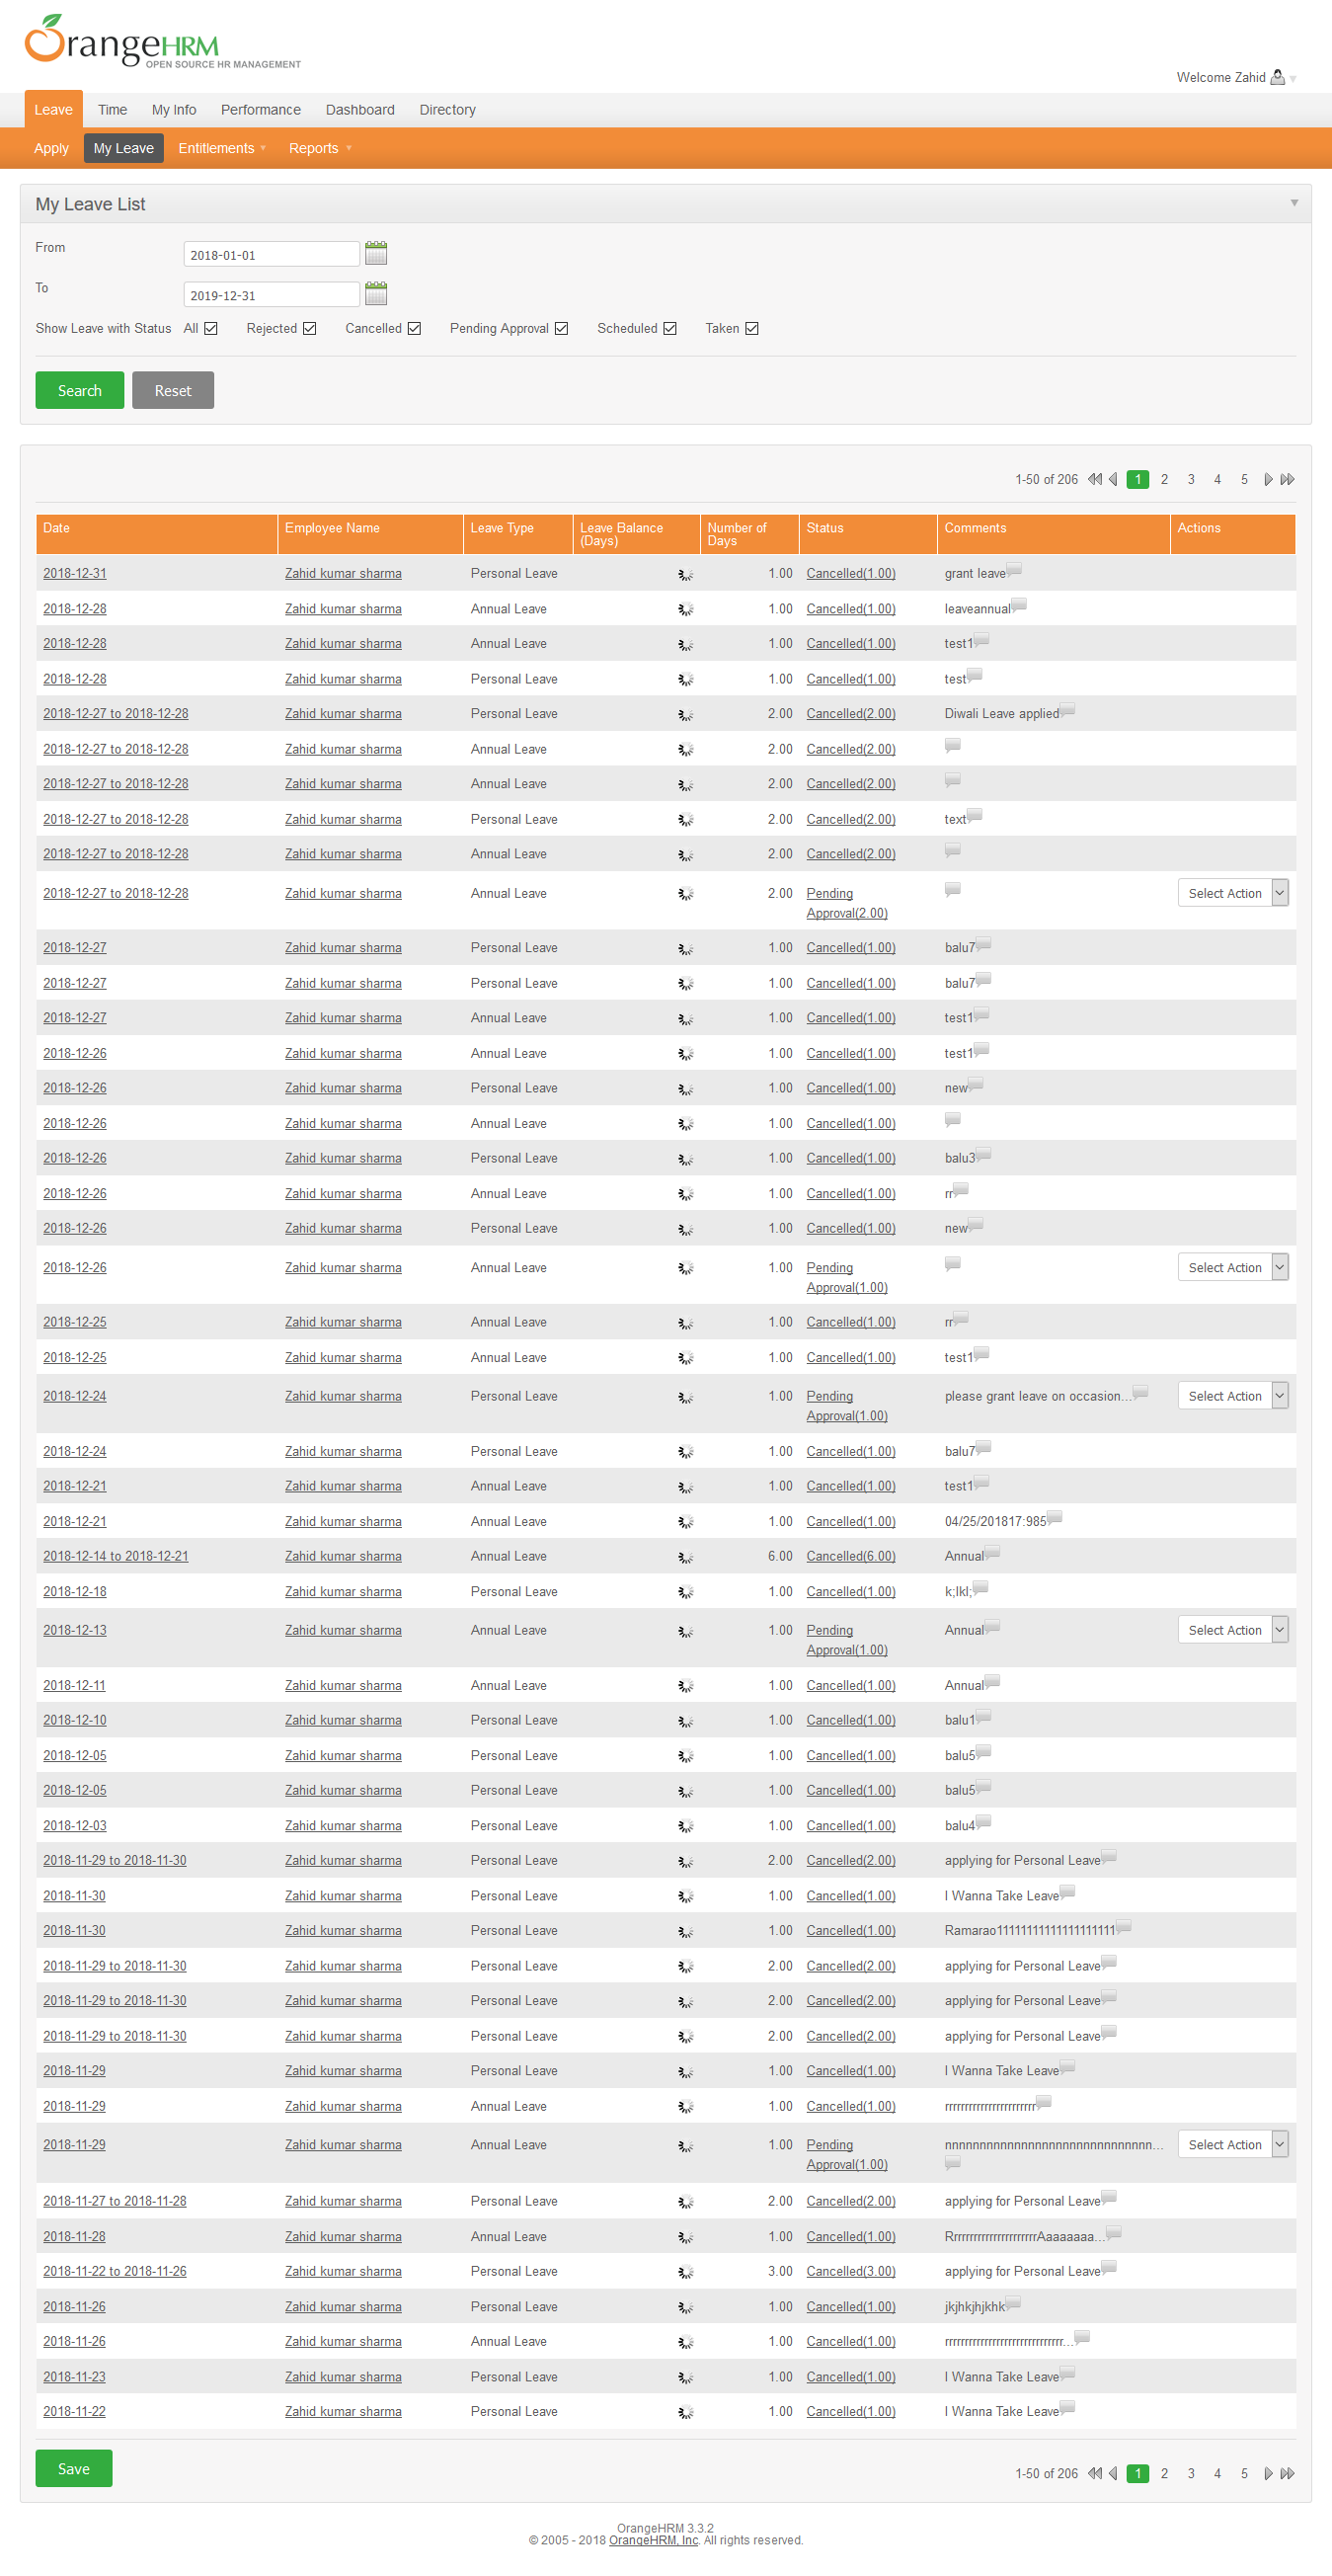 OrangeHRM
OPEN SOURCE HR MANAGEMENT
Welcome Zahid
Leave Time My Info Performance Dashboard Directory
Apply My Leave Entitlements Reports
My Leave List
From 2018-01-01
To 2019-12-31
Show Leave with Status All Rejected Cancelled Pending Approval Scheduled Taken
Search Reset
1-50 of 206 1 2 3 4 5
Date Employee Name Leave Type Leave Balance (Days) Number of Days Status Comments Actions
2018-12-31 Zahid kumar sharma Personal Leave 1.00 Cancelled(1.00) grant leave
2018-12-28 Zahid kumar sharma Annual Leave 1.00 Cancelled(1.00) leaveannual
2018-12-28 Zahid kumar sharma Annual Leave 1.00 Cancelled(1.00) test1
2018-12-28 Zahid kumar sharma Personal Leave 1.00 Cancelled(1.00) test
2018-12-27 to 2018-12-28 Zahid kumar sharma Personal Leave 2.00 Cancelled(2.00) Diwali Leave applied
2018-12-27 to 2018-12-28 Zahid kumar sharma Annual Leave 2.00 Cancelled(2.00)
2018-12-27 to 2018-12-28 Zahid kumar sharma Annual Leave 2.00 Cancelled(2.00)
2018-12-27 to 2018-12-28 Zahid kumar sharma Personal Leave 2.00 Cancelled(2.00) text
2018-12-27 to 2018-12-28 Zahid kumar sharma Annual Leave 2.00 Cancelled(2.00)
2018-12-27 to 2018-12-28 Zahid kumar sharma Annual Leave 2.00 Pending Approval(2.00) Select Action
2018-12-27 Zahid kumar sharma Personal Leave 1.00 Cancelled(1.00) balu7
2018-12-27 Zahid kumar sharma Personal Leave 1.00 Cancelled(1.00) balu7
2018-12-27 Zahid kumar sharma Annual Leave 1.00 Cancelled(1.00) test1
2018-12-26 Zahid kumar sharma Annual Leave 1.00 Cancelled(1.00) test1
2018-12-26 Zahid kumar sharma Personal Leave 1.00 Cancelled(1.00) new
2018-12-26 Zahid kumar sharma Annual Leave 1.00 Cancelled(1.00)
2018-12-26 Zahid kumar sharma Personal Leave 1.00 Cancelled(1.00) balu3
2018-12-26 Zahid kumar sharma Annual Leave 1.00 Cancelled(1.00) rr
2018-12-26 Zahid kumar sharma Personal Leave 1.00 Cancelled(1.00) new
2018-12-26 Zahid kumar sharma Annual Leave 1.00 Pending Approval(1.00) Select Action
2018-12-25 Zahid kumar sharma Annual Leave 1.00 Cancelled(1.00) rr
2018-12-25 Zahid kumar sharma Annual Leave 1.00 Cancelled(1.00) test1
2018-12-24 Zahid kumar sharma Personal Leave 1.00 Pending Approval(1.00) please grant leave on occasion... Select Action
2018-12-24 Zahid kumar sharma Personal Leave 1.00 Cancelled(1.00) balu7
2018-12-21 Zahid kumar sharma Annual Leave 1.00 Cancelled(1.00) test1
2018-12-21 Zahid kumar sharma Annual Leave 1.00 Cancelled(1.00) 04/25/201817:985
2018-12-14 to 2018-12-21 Zahid kumar sharma Annual Leave 6.00 Cancelled(6.00) Annual
2018-12-18 Zahid kumar sharma Personal Leave 1.00 Cancelled(1.00) k;lkl;
2018-12-13 Zahid kumar sharma Annual Leave 1.00 Pending Approval(1.00) Annual Select Action
2018-12-11 Zahid kumar sharma Annual Leave 1.00 Cancelled(1.00) Annual
2018-12-10 Zahid kumar sharma Personal Leave 1.00 Cancelled(1.00) balu1
2018-12-05 Zahid kumar sharma Personal Leave 1.00 Cancelled(1.00) balu5
2018-12-05 Zahid kumar sharma Personal Leave 1.00 Cancelled(1.00) balu5
2018-12-03 Zahid kumar sharma Personal Leave 1.00 Cancelled(1.00) balu4
2018-11-29 to 2018-11-30 Zahid kumar sharma Personal Leave 2.00 Cancelled(2.00) applying for Personal Leave
2018-11-30 Zahid kumar sharma Personal Leave 1.00 Cancelled(1.00) I Wanna Take Leave
2018-11-30 Zahid kumar sharma Personal Leave 1.00 Cancelled(1.00)
2018-11-29 to 2018-11-30 Zahid kumar sharma Personal Leave 2.00 Cancelled(2.00) applying for Personal Leave
2018-11-29 to 2018-11-30 Zahid kumar sharma Personal Leave 2.00 Cancelled(2.00) applying for Personal Leave
2018-11-29 to 2018-11-30 Zahid kumar sharma Personal Leave 2.00 Cancelled(2.00) applying for Personal Leave
2018-11-29 Zahid kumar sharma Personal Leave 1.00 Cancelled(1.00) I Wanna Take Leave
2018-11-29 Zahid kumar sharma Annual Leave 1.00 Cancelled(1.00)
2018-11-29 Zahid kumar sharma Annual Leave 1.00 Pending Approval(1.00) Select Action
2018-11-27 to 2018-11-28 Zahid kumar sharma Personal Leave 2.00 Cancelled(2.00) applying for Personal Leave
2018-11-28 Zahid kumar sharma Annual Leave 1.00 Cancelled(1.00)
2018-11-22 to 2018-11-26 Zahid kumar sharma Personal Leave 3.00 Cancelled(3.00) applying for Personal Leave
2018-11-26 Zahid kumar sharma Personal Leave 1.00 Cancelled(1.00) jkjhkjhjkhk
2018-11-26 Zahid kumar sharma Annual Leave 1.00 Cancelled(1.00)
2018-11-23 Zahid kumar sharma Personal Leave 1.00 Cancelled(1.00) I Wanna Take Leave
2018-11-22 Zahid kumar sharma Personal Leave 1.00 Cancelled(1.00) I Wanna Take Leave
Save
1-50 of 206 1 2 3 4 5
OrangeHRM 3.3.2
© 2005 - 2018 OrangeHRM, Inc. All rights reserved.